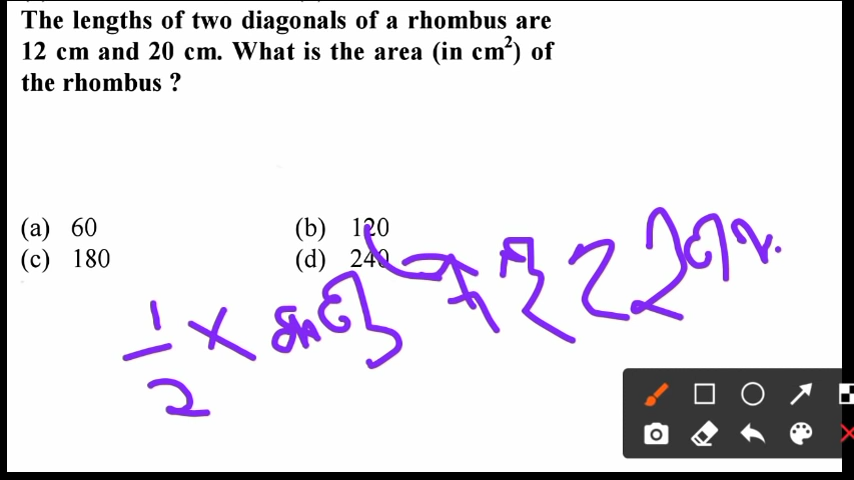 The lengths of two diagonals of a rhombus are
12 cm and 20 cm. What is the area (in cm²) of
the rhombus ?
(a) 60 (b) 120
(c) 180 (d) 240
1/2 ×